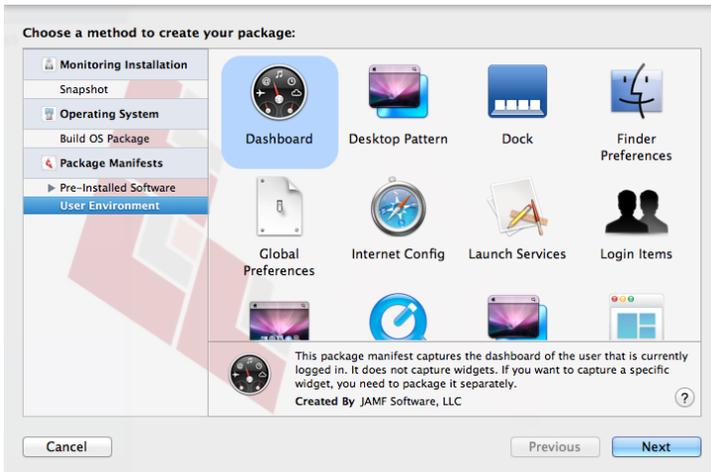 Choose a method to create your package:
Monitoring Installation
Snapshot
Operating System
Build OS Package
Package Manifests
Pre-Installed Software
User Environment
Dashboard
Desktop Pattern
Dock
Finder
Preferences
Global
Preferences
Internet Config
Launch Services
Login Items
This package manifest captures the dashboard of the user that is currently
logged in. It does not capture widgets. If you want to capture a specific
widget, you need to package it separately.
Created By JAMF Software, LLC
?
Cancel
Previous
Next